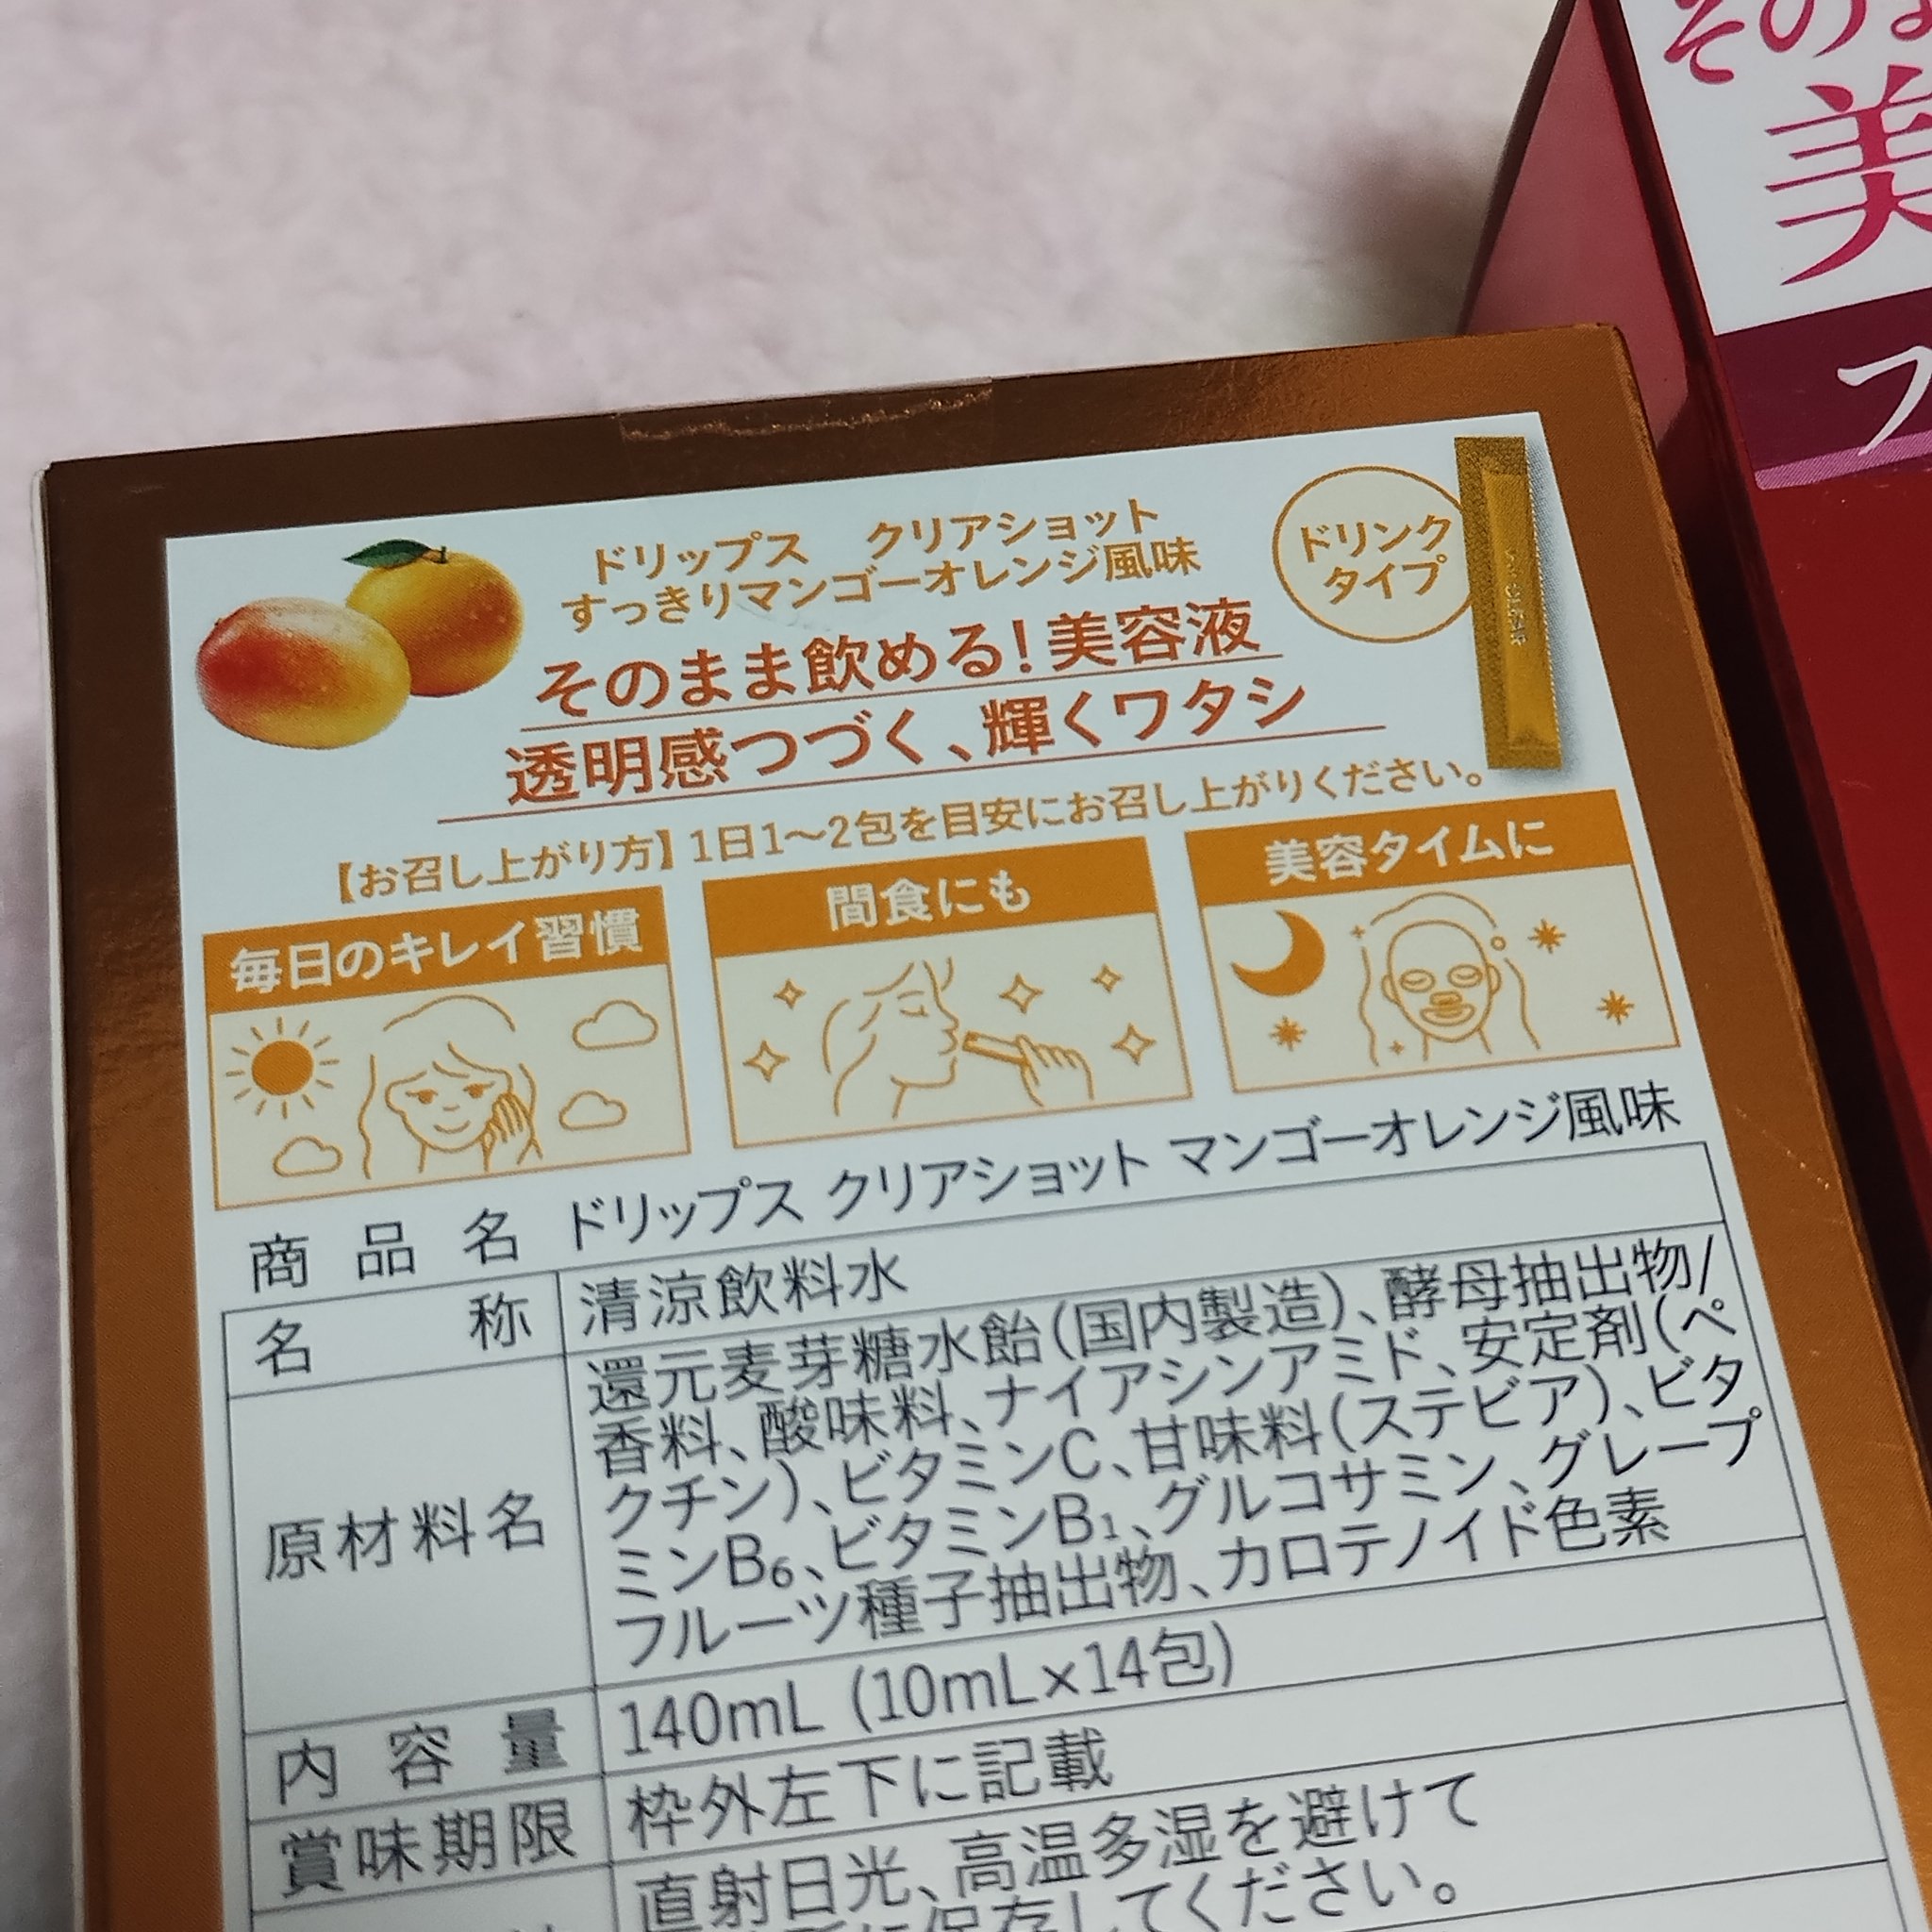 そのま
美
ドリップス クリアショット
すっきりマンゴーオレンジ風味
ドリンク
タイプ
そのまま飲める！美容液
透明感つづく、輝くワタシ
【お召し上がり方】1日1〜2包を目安にお召し上がりください。
毎日のキレイ習慣
間食にも
美容タイムに
商品名 ドリップス クリアショット マンゴーオレンジ風味
名称 清涼飲料水
原材料名
還元麦芽糖水飴(国内製造)、酵母抽出物/
香料、酸味料、ナイアシンアミド、安定剤(ペ
クチン)、ビタミンC、甘味料(ステビア)、ビタ
ミンB₆、ビタミンB₁、グルコサミン、グレープ
フルーツ種子抽出物、カロテノイド色素
内容量 140mL (10mL×14包)
賞味期限 枠外左下に記載
直射日光、高温多湿を避けて
保存してください。